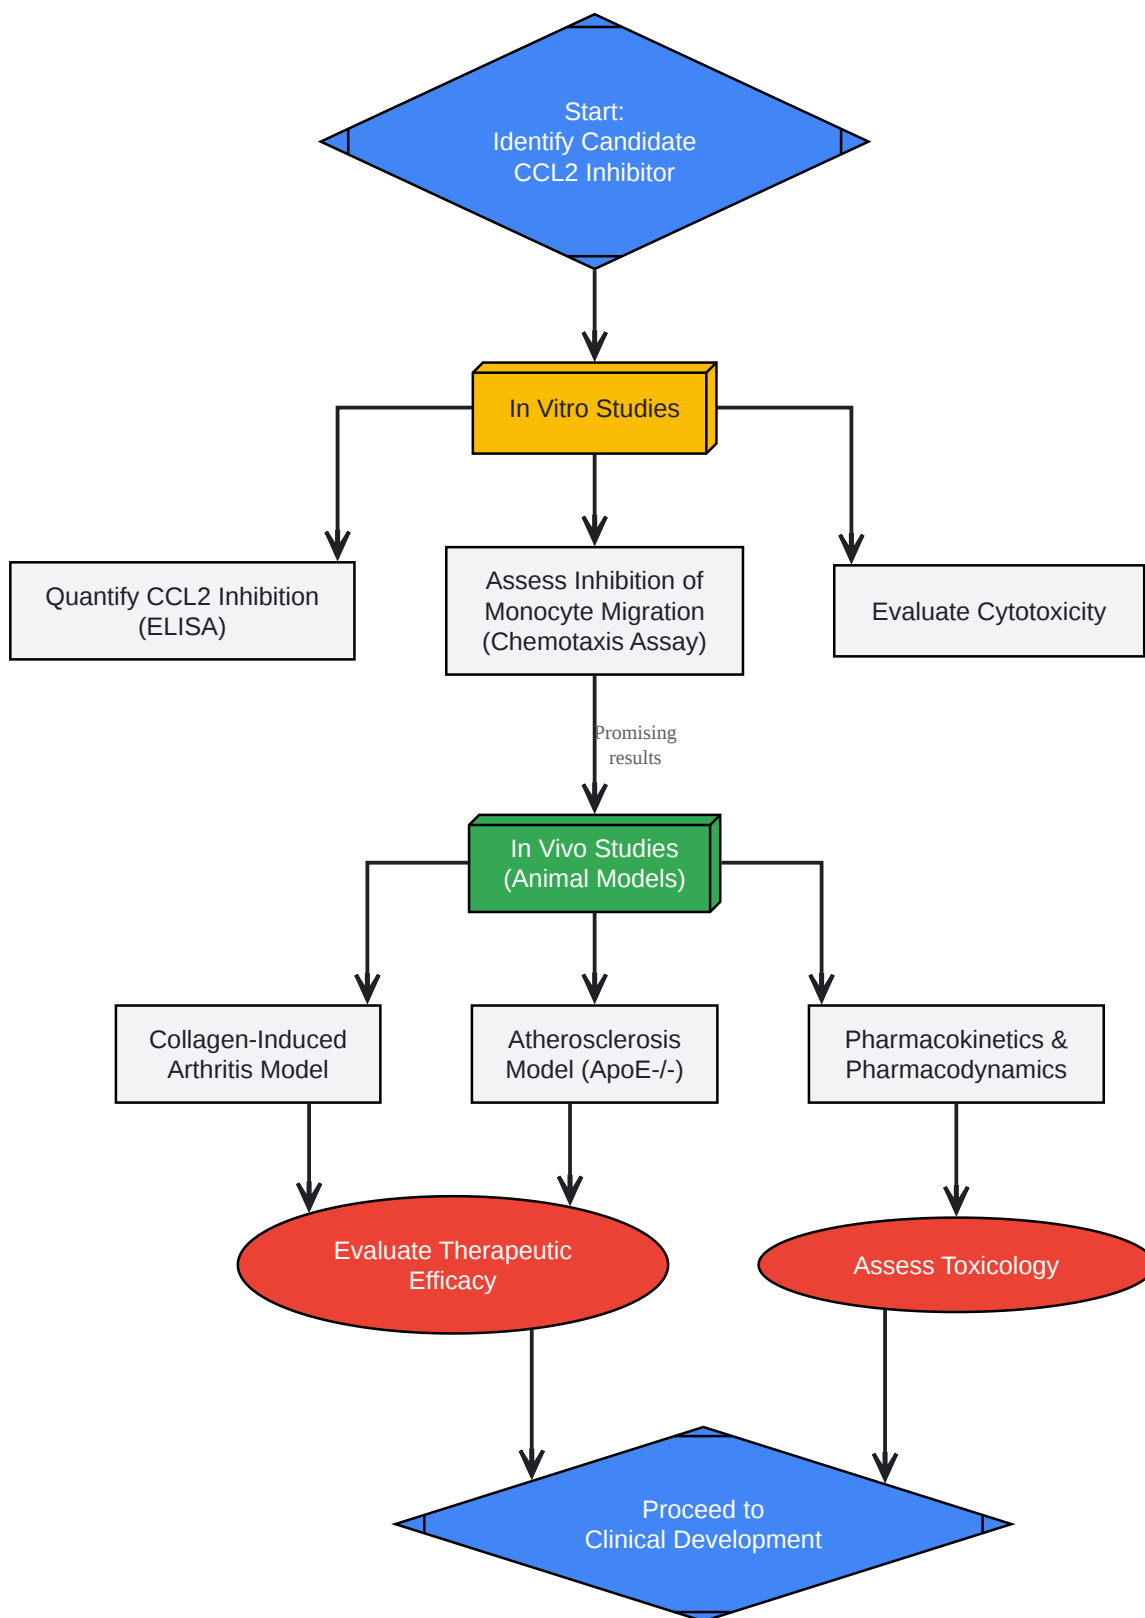 Start:
Identify Candidate
CCL2 Inhibitor
In Vitro Studies
Quantify CCL2 Inhibition
(ELISA)
Assess Inhibition of
Monocyte Migration
(Chemotaxis Assay)
Evaluate Cytotoxicity
Promising
results
In Vivo Studies
(Animal Models)
Collagen-Induced
Arthritis Model
Atherosclerosis
Model (ApoE-/-)
Pharmacokinetics &
Pharmacodynamics
Evaluate Therapeutic
Efficacy
Assess Toxicology
Proceed to
Clinical Development